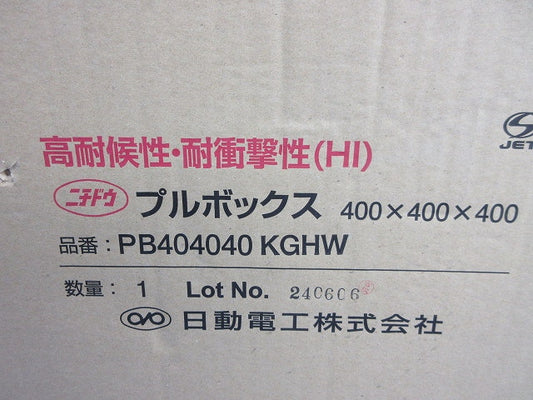 高耐候性・耐衝撃性(HI)
JET
ニチドウ プルボックス 400×400×400
品番：PB404040 KGHW
数量：1 Lot No. 240606
日動電工株式会社